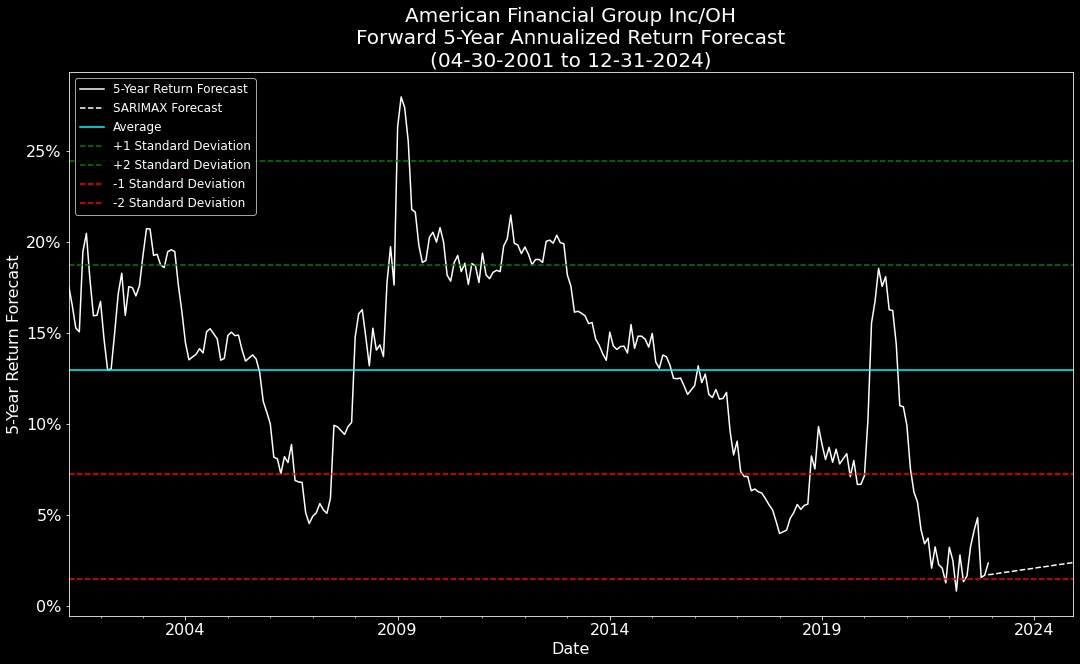 American Financial Group Inc/OH
Forward 5-Year Annualized Return Forecast
(04-30-2001 to 12-31-2024)
5-Year Return Forecast
SARIMAX Forecast
Average
+1 Standard Deviation
+2 Standard Deviation
-1 Standard Deviation
-2 Standard Deviation
5-Year Return Forecast
25%
20%
15%
10%
5%
0%
2004
2009
2014
2019
2024
Date